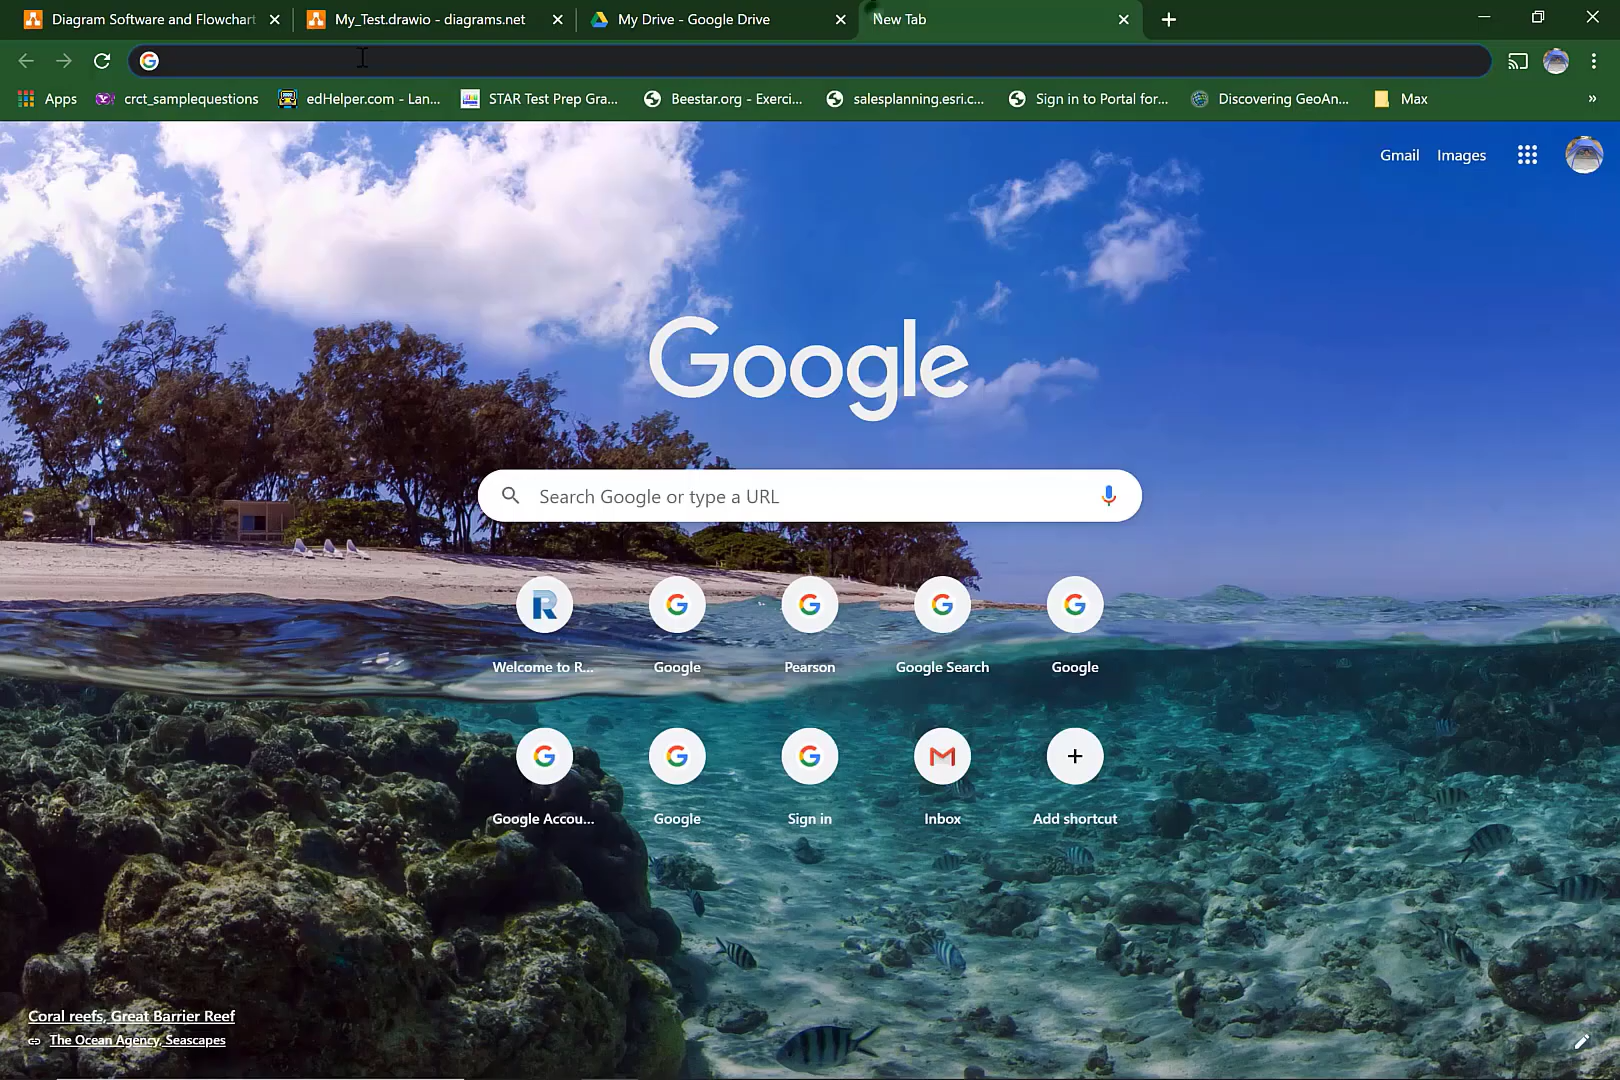 Diagram Software and Flowchart
My_Test.drawio - diagrams.net
My Drive - Google Drive
New Tab
Apps
crct_samplequestions
edHelper.com - Lan...
STAR Test Prep Gra...
Beestar.org - Exerci...
salesplanning.esri.c...
Sign in to Portal for...
Discovering GeoAn...
Max
»
Gmail
Images
Google
Search Google or type a URL
Welcome to R...
Google
Pearson
Google Search
Google
Google Accou...
Google
Sign in
Inbox
Add shortcut
Coral reefs, Great Barrier Reef
The Ocean Agency, Seascapes